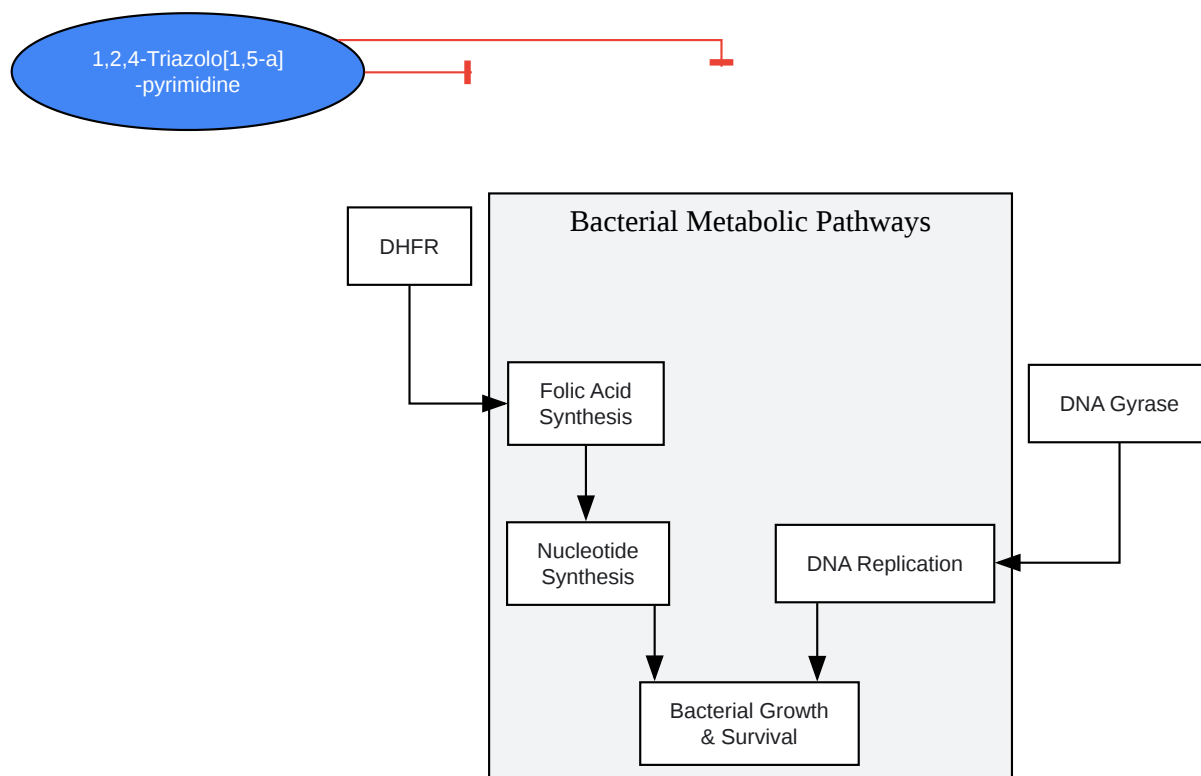 1,2,4-Triazolo[1,5-a]
-pyrimidine
Bacterial Metabolic Pathways
DHFR
Folic Acid
Synthesis
DNA Gyrase
Nucleotide
Synthesis
DNA Replication
Bacterial Growth
& Survival